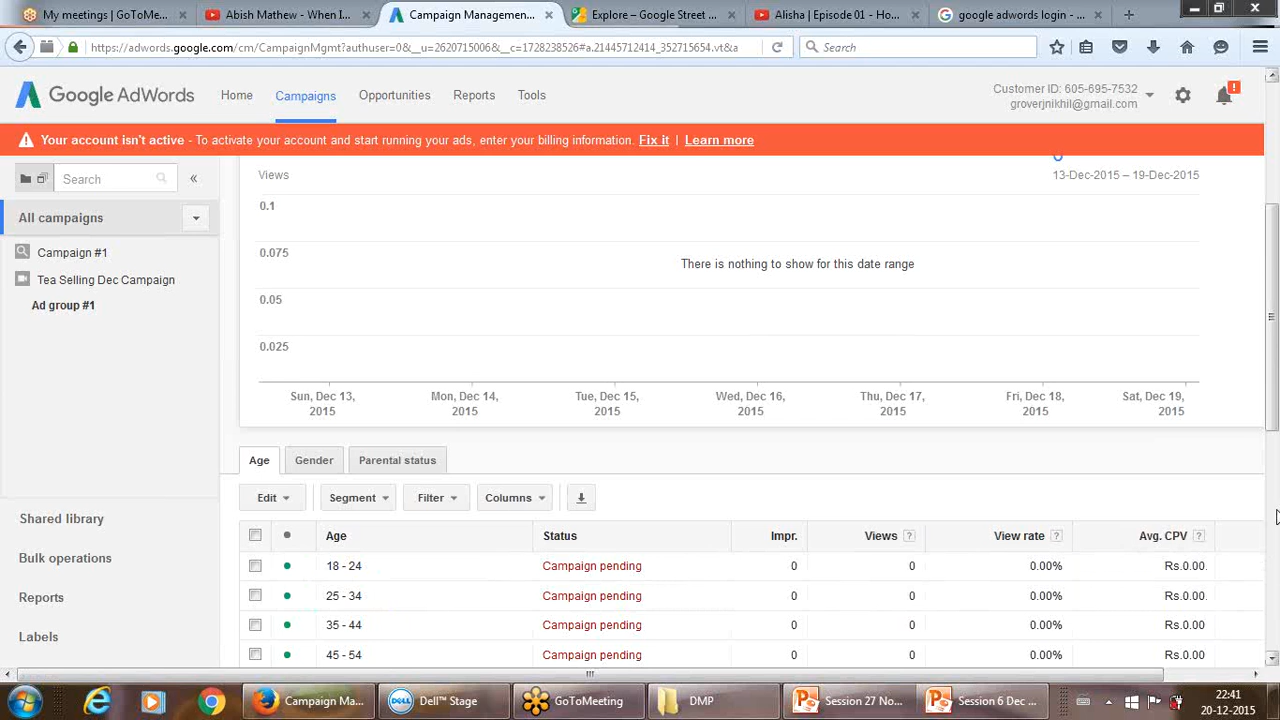 My meetings | GoToMe...
Abish Mathew - When I...
Campaign Management...
Explore – Google Street ...
Alisha | Episode 01 - Ho...
google adwords login - ...
https://adwords.google.com/cm/CampaignMgmt?authuser=0&__u=2620715006&__c=1728238526#a.21445712414_352715654.vt&a
Search
Google AdWords
Home
Campaigns
Opportunities
Reports
Tools
Customer ID: 605-695-7532
groverjnikhil@gmail.com
!
Your account isn't active - To activate your account and start running your ads, enter your billing information. Fix it | Learn more
Search
«
Views
13-Dec-2015 – 19-Dec-2015
All campaigns
Campaign #1
Tea Selling Dec Campaign
Ad group #1
0.1
0.075
There is nothing to show for this date range
0.05
0.025
Sun, Dec 13, 2015
Mon, Dec 14, 2015
Tue, Dec 15, 2015
Wed, Dec 16, 2015
Thu, Dec 17, 2015
Fri, Dec 18, 2015
Sat, Dec 19, 2015
Age
Gender
Parental status
Edit
Segment
Filter
Columns
Shared library
Bulk operations
Reports
Labels
Age Status Impr. Views ? View rate ? Avg. CPV ?
18 - 24 Campaign pending 0 0 0.00% Rs.0.00
25 - 34 Campaign pending 0 0 0.00% Rs.0.00
35 - 44 Campaign pending 0 0 0.00% Rs.0.00
45 - 54 Campaign pending 0 0 0.00% Rs.0.00
Campaign Ma...
DELL
Dell™ Stage
GoToMeeting
DMP
Session 27 No...
Session 6 Dec ...
22:41
20-12-2015